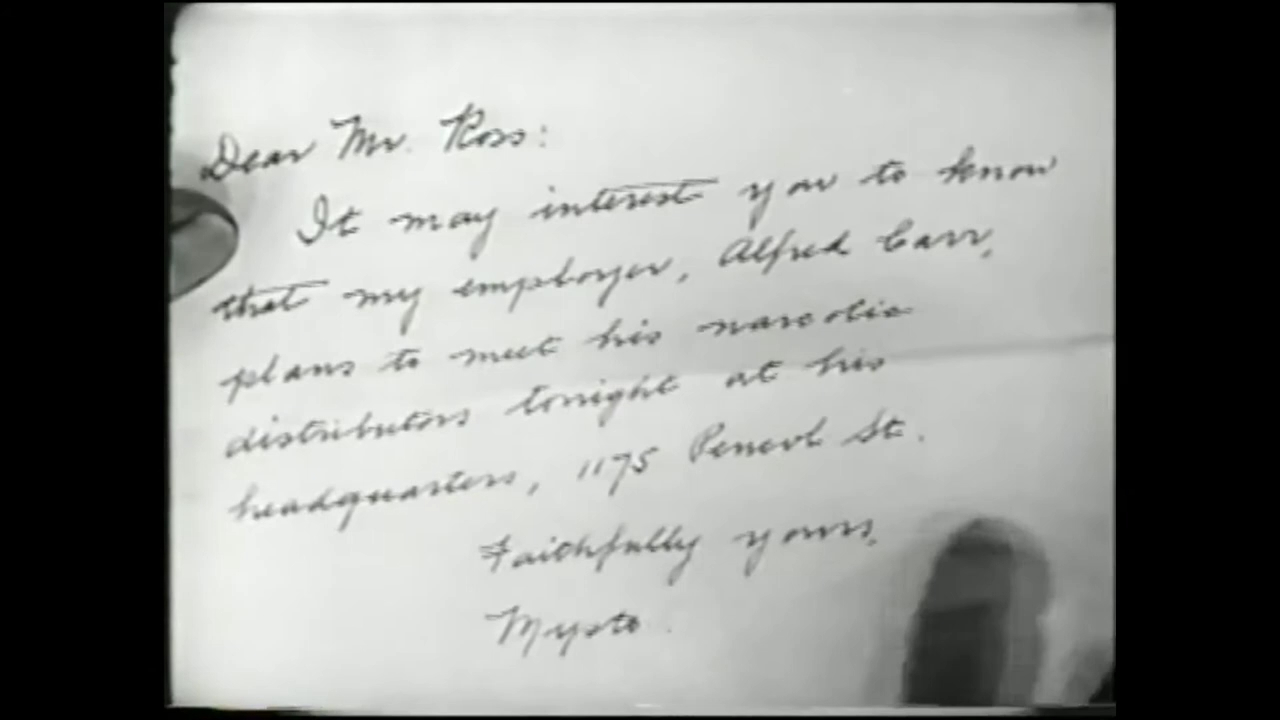 Dear Mr. Ross:
It may interest you to know
that my employer, Alfred Carr,
plans to meet his narcotic
distributors tonight at his
headquarters, 1175 St.
Faithfully yours,
Mysto